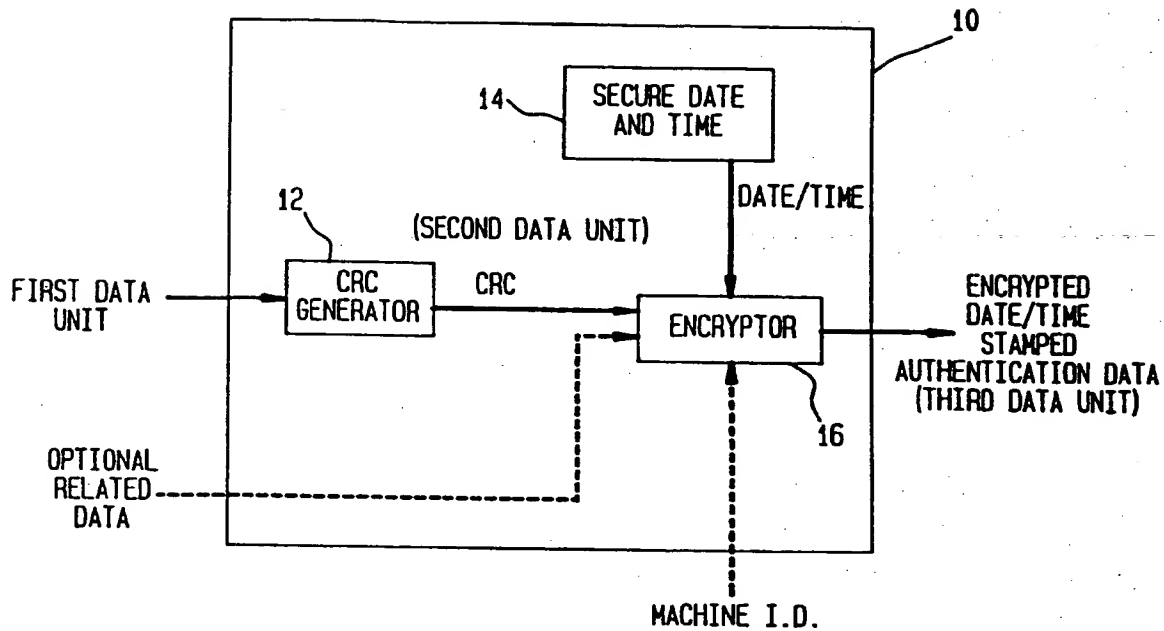 10
14
SECURE DATE
AND TIME
DATE/TIME
12
(SECOND DATA UNIT)
FIRST DATA
UNIT
CRC
GENERATOR
CRC
ENCRYPTOR
ENCRYPTED
DATE/TIME
STAMPED
AUTHENTICATION DATA
(THIRD DATA UNIT)
16
OPTIONAL
RELATED
DATA
MACHINE I.D.